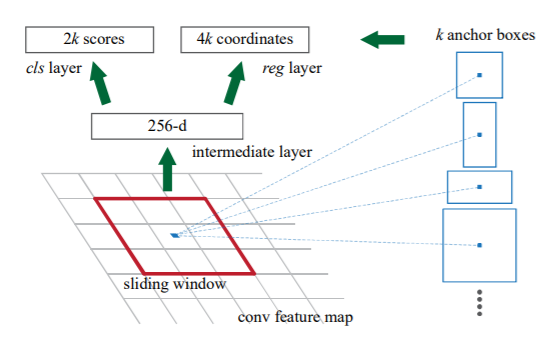 2k scores
4k coordinates
k anchor boxes
cls layer
reg layer
256-d
intermediate layer
sliding window
conv feature map